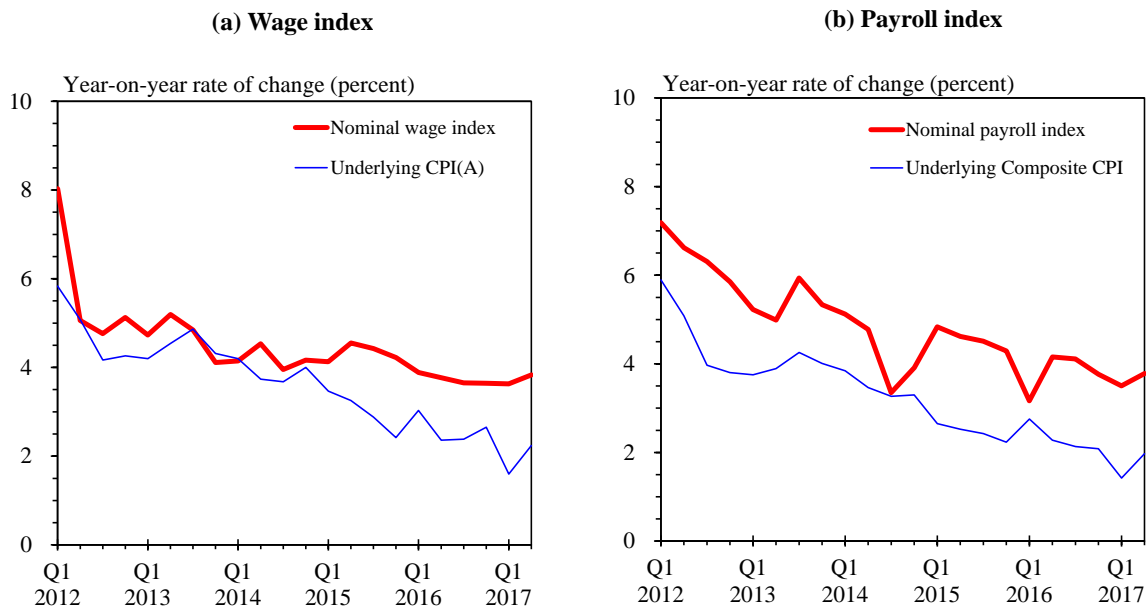 (a) Wage index
Year-on-year rate of change (percent)
10
8
6
4
2
0
Nominal wage index
Underlying CPI(A)
Q1 Q1 Q1 Q1 Q1 Q1
2012 2013 2014 2015 2016 2017
(b) Payroll index
Year-on-year rate of change (percent)
10
8
6
4
2
0
Nominal payroll index
Underlying Composite CPI
Q1 Q1 Q1 Q1 Q1 Q1
2012 2013 2014 2015 2016 2017